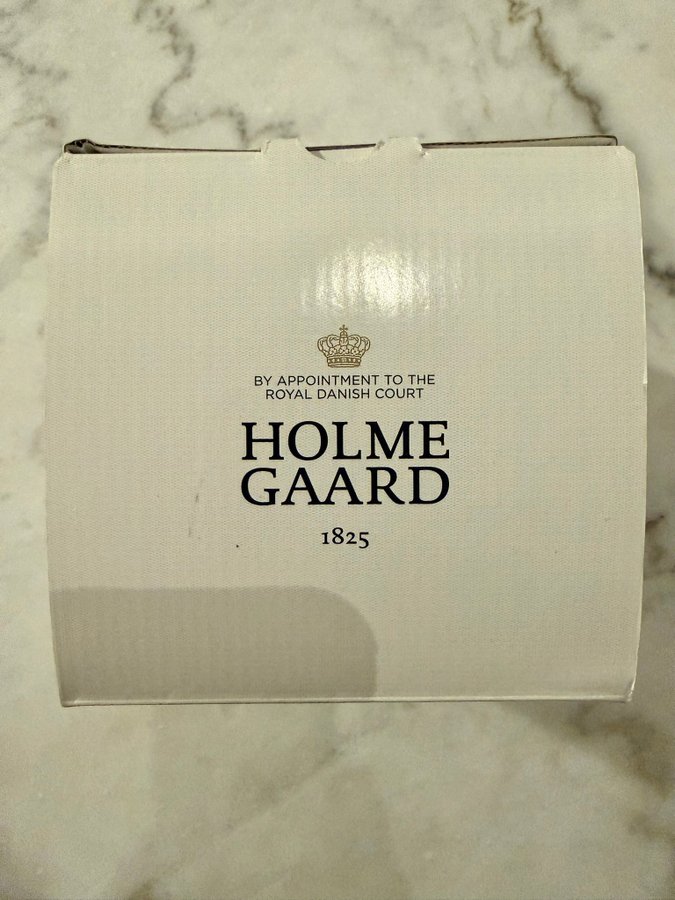 BY APPOINTMENT TO THE
ROYAL DANISH COURT
HOLME
GAARD
1825